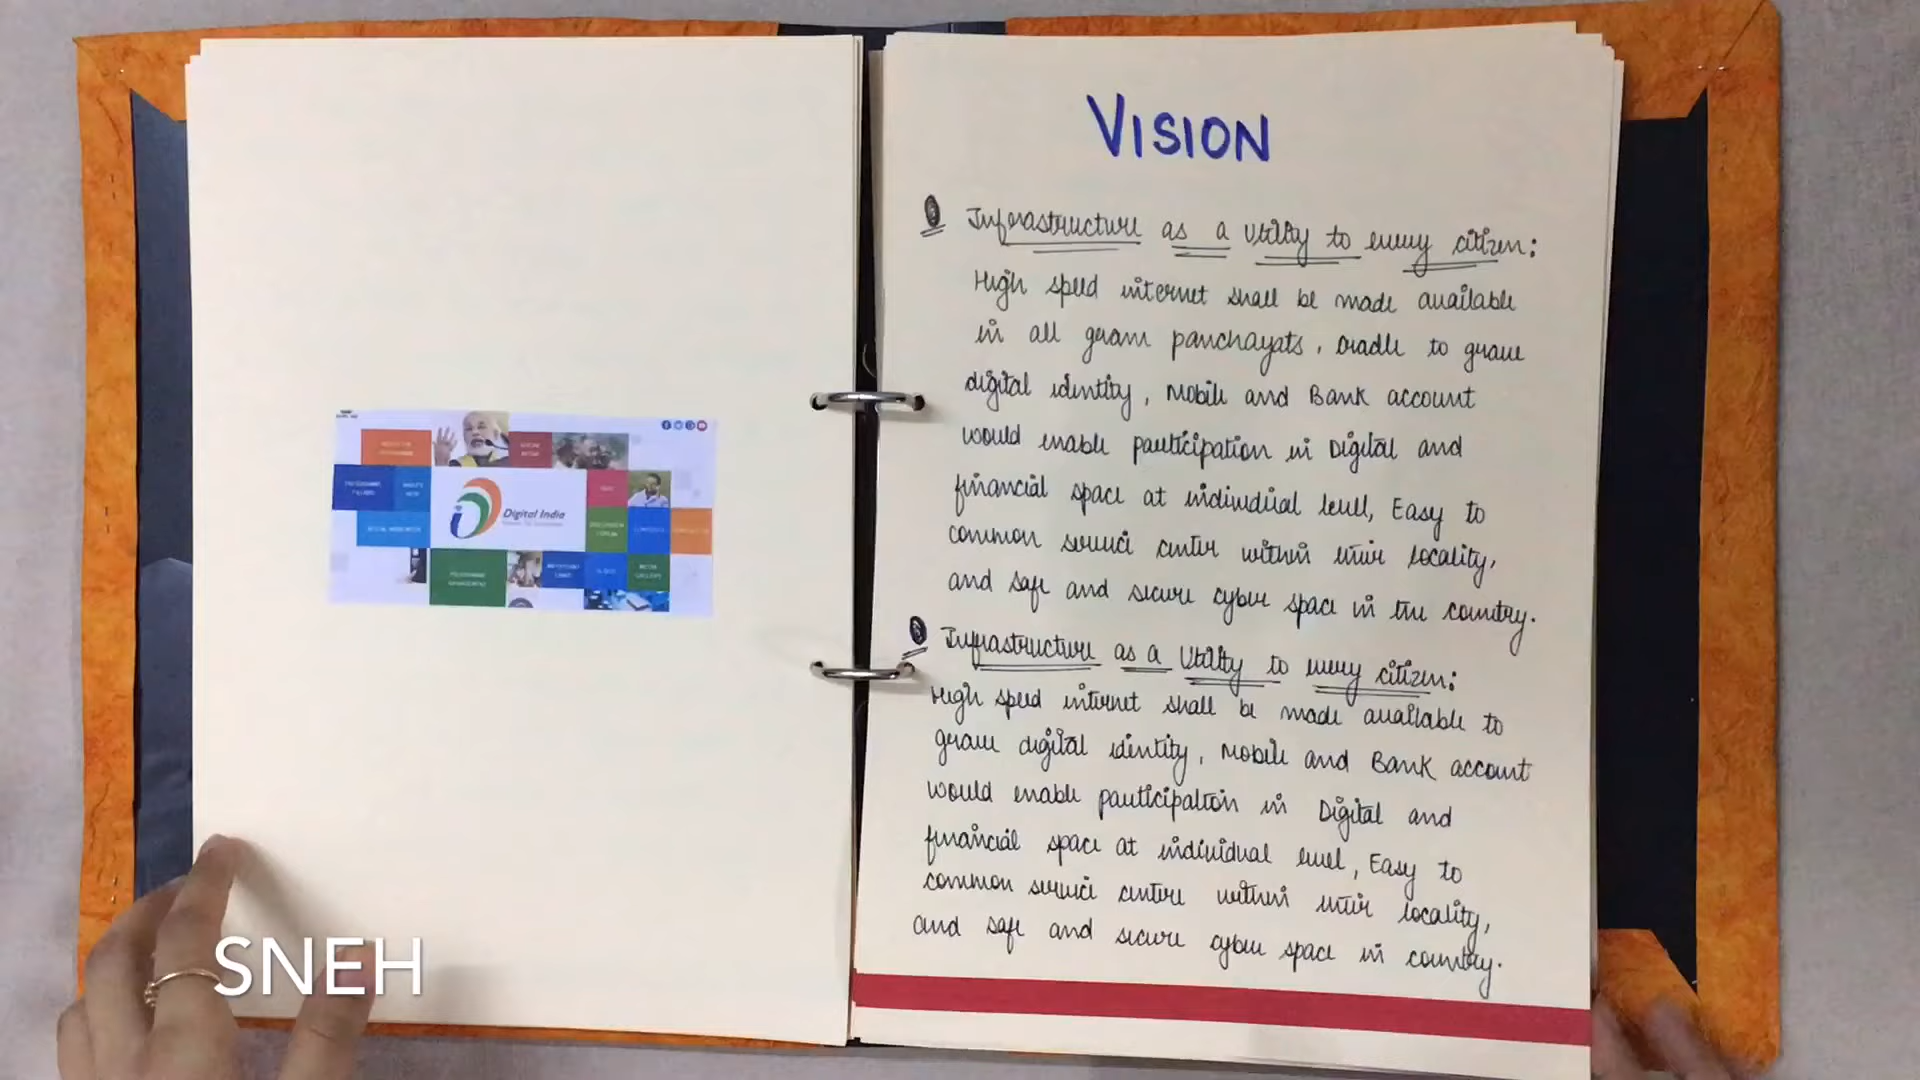 Digital India
SNEH
VISION
Infrastructure as a Utility to every citizen:
High speed internet shall be made available
in all gram panchayats, cradle to grave
digital identity, Mobile and Bank account
would enable participation in Digital and
financial space at individual level, Easy to
common service center within their locality,
and safe and secure cyber space in the country.
Infrastructure as a Utility to every citizen:
High speed internet shall be made available to
grave digital identity, Mobile and Bank account
would enable participation in Digital and
financial space at individual level, Easy to
common service centre within their locality,
and safe and secure cyber space in country.